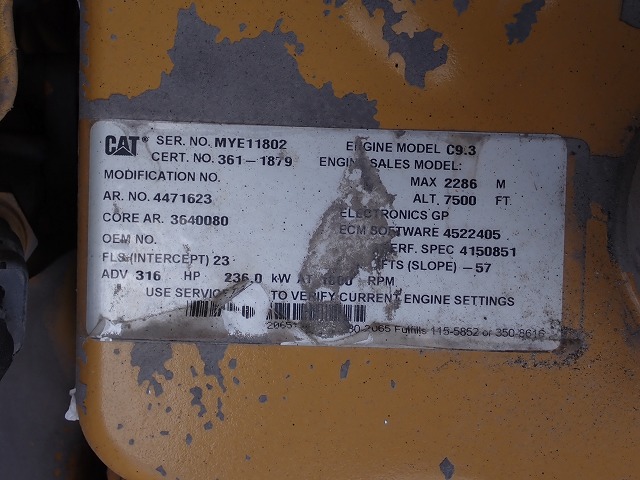 CAT® SER. NO. MYE11802 ENGINE MODEL C9.3
CERT. NO. 361-1879 ENGINE SALES MODEL:
MODIFICATION NO. MAX 2286 M
AR. NO. 4471623 ALT. 7500 FT.
CORE AR. 3640080 ELECTRONICS GP
OEM NO. ECM SOFTWARE 4522405
FLS (INTERCEPT) 23 PERF. SPEC 4150851
ADV 316 HP 236.0 kW AT 1800 RPM FTS (SLOPE) -57
USE SERVICE TO VERIFY CURRENT ENGINE SETTINGS
2065 Fulfills 115-5852 or 350-8616